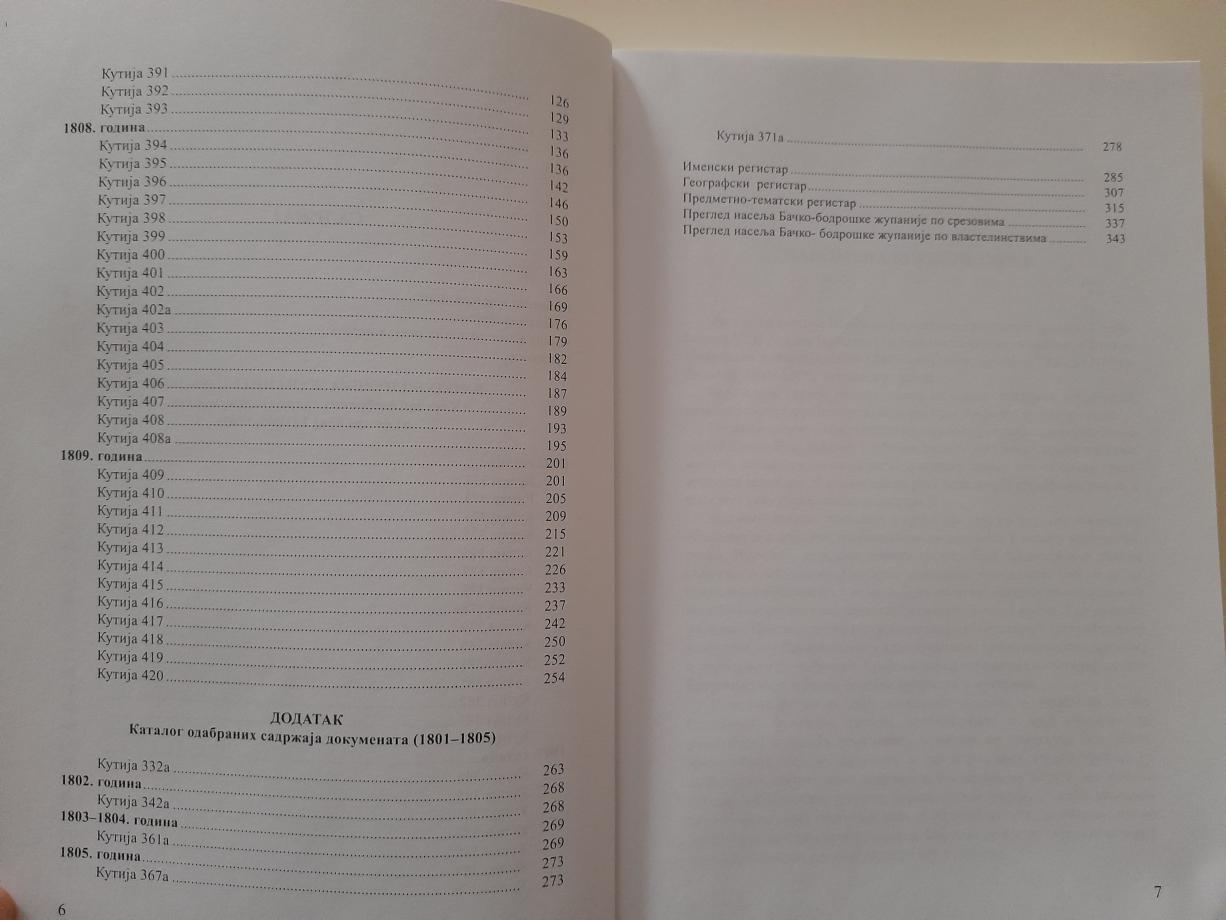 Кутија 391 ........ 126
Кутија 392 ........ 129
Кутија 393 ........ 133
1808. година ........ 136
Кутија 394 ........ 136
Кутија 395 ........ 142
Кутија 396 ........ 146
Кутија 397 ........ 150
Кутија 398 ........ 153
Кутија 399 ........ 159
Кутија 400 ........ 163
Кутија 401 ........ 166
Кутија 402 ........ 169
Кутија 402а ........ 176
Кутија 403 ........ 179
Кутија 404 ........ 182
Кутија 405 ........ 184
Кутија 406 ........ 187
Кутија 407 ........ 189
Кутија 408 ........ 193
Кутија 408а ........ 195
1809. година ........ 201
Кутија 409 ........ 201
Кутија 410 ........ 205
Кутија 411 ........ 209
Кутија 412 ........ 215
Кутија 413 ........ 221
Кутија 414 ........ 226
Кутија 415 ........ 233
Кутија 416 ........ 237
Кутија 417 ........ 242
Кутија 418 ........ 250
Кутија 419 ........ 252
Кутија 420 ........ 254
ДОДАТАК
Каталог одабраних садржаја докумената (1801–1805)
Кутија 332а ........ 263
1802. година ........ 268
Кутија 342а ........ 268
1803–1804. година ........ 269
Кутија 361а ........ 269
1805. година ........ 273
Кутија 367а ........ 273
6
Кутија 371а ........ 278
Именски регистар ........ 285
Географски регистар ........ 307
Предметно-тематски регистар ........ 315
Преглед насеља Бачко-бодрошке жупаније по срезовима ........ 337
Преглед насеља Бачко- бодрошке жупаније по властелинствима ........ 343
7